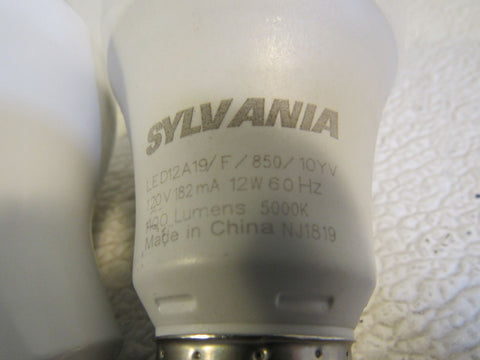 SYLVANIA
LED12A19/F/850/10YV
120V 182mA 12W 60Hz
Lumens 5000K
Made in China NJ1819